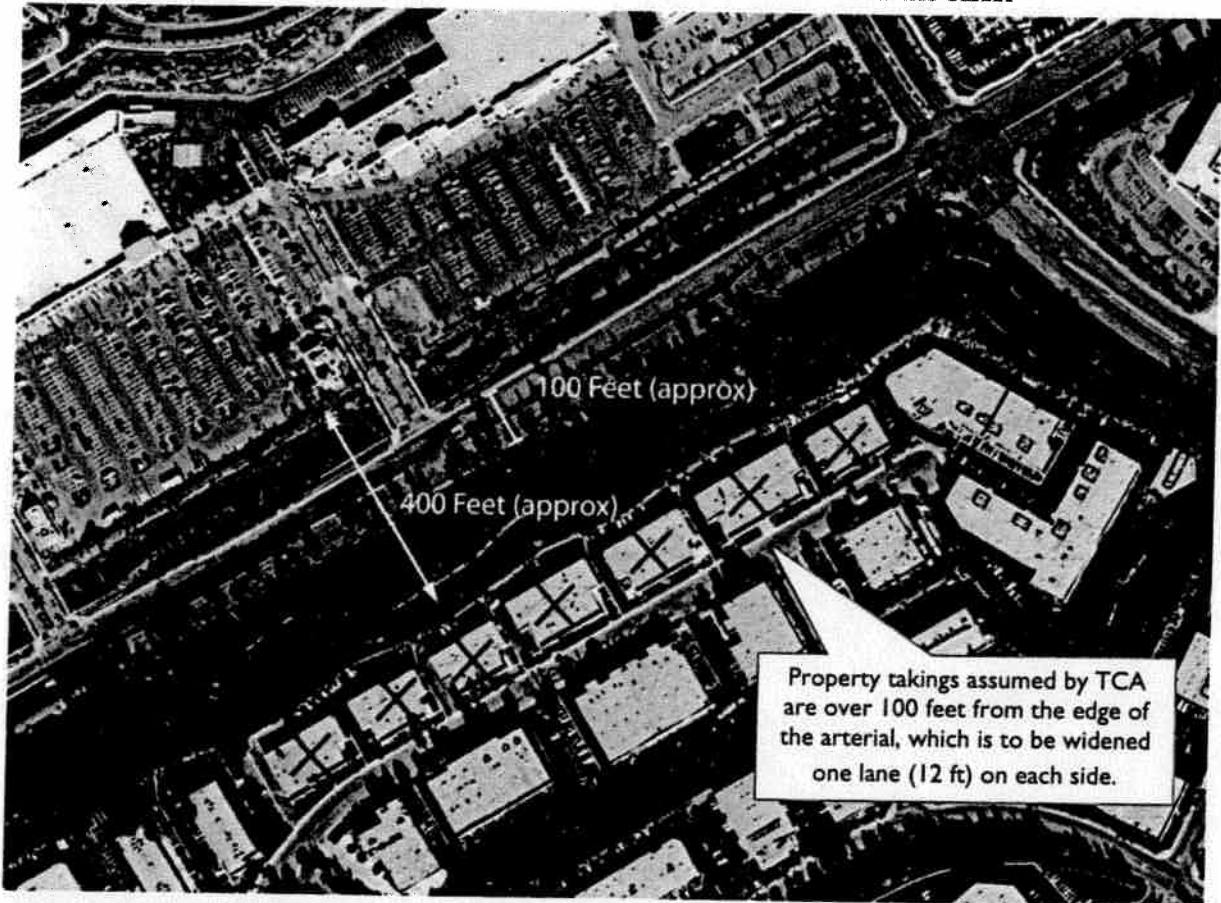 100 Feet (approx)
400 Feet (approx)
Property takings assumed by TCA
are over 100 feet from the edge of
the arterial, which is to be widened
one lane (12 ft) on each side.